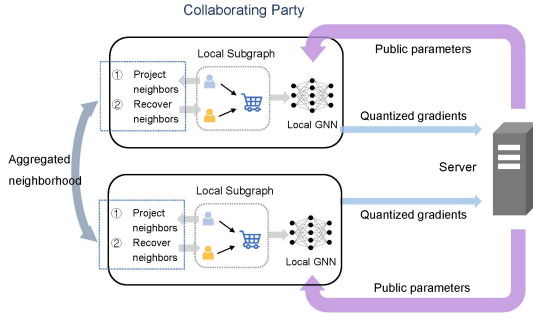 Collaborating Party
Public parameters
Local Subgraph
① Project
neighbors
② Recover
neighbors
Local GNN
Quantized gradients
Aggregated
neighborhood
Server
Local Subgraph
① Project
neighbors
② Recover
neighbors
Local GNN
Quantized gradients
Public parameters